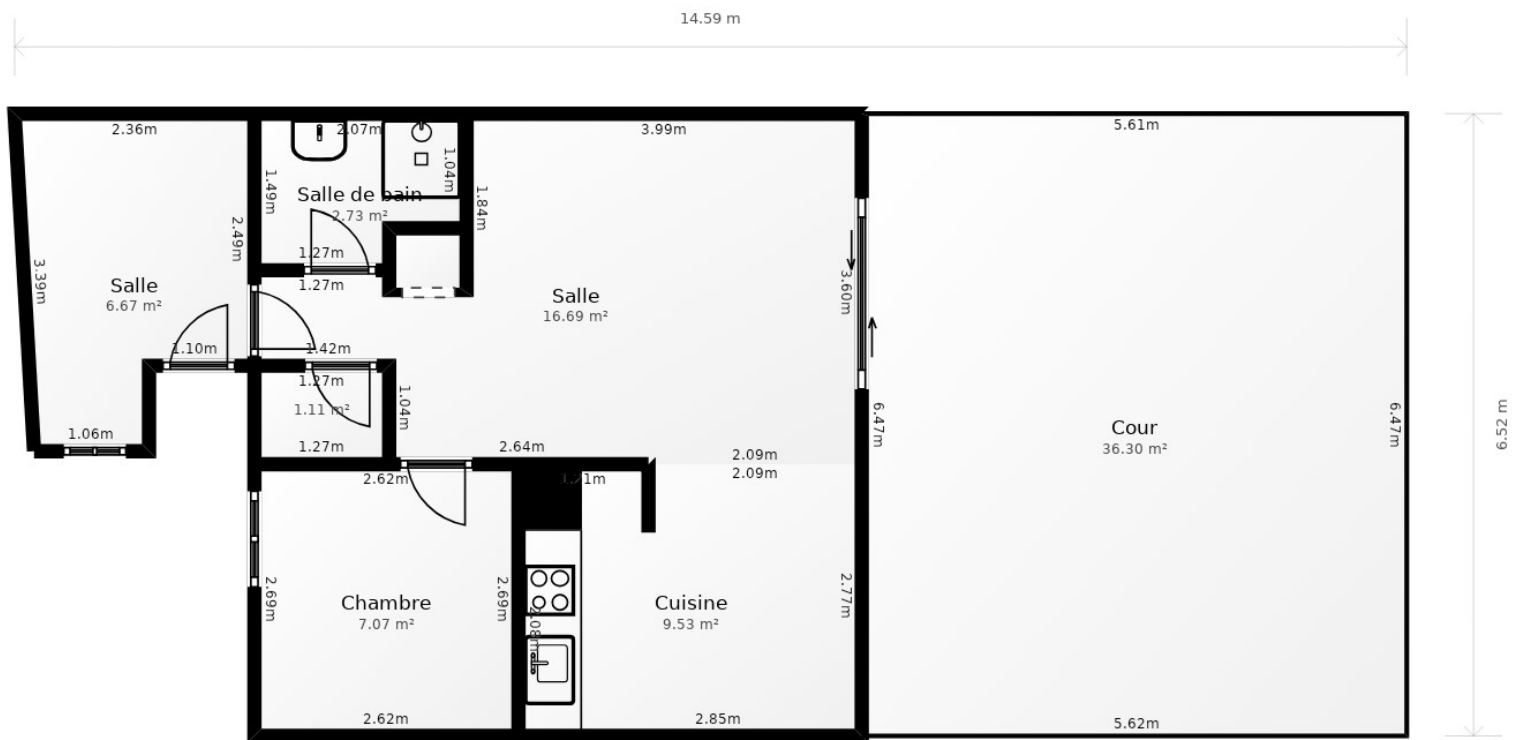 14.59 m
2.36m
2.07m
3.99m
5.61m
1.04m
1.49m
Salle de bain
2.73 m²
1.84m
2.49m
1.27m
3.39m
Salle
6.67 m²
1.27m
Salle
16.69 m²
3.60m
1.10m
1.42m
1.27m
1.11 m²
1.04m
6.47m
Cour
36.30 m²
6.47m
6.52 m
1.06m
1.27m
2.64m
2.09m
2.09m
2.62m
2.69m
Chambre
7.07 m²
2.69m
Cuisine
9.53 m²
2.77m
2.08m
2.62m
2.85m
5.62m